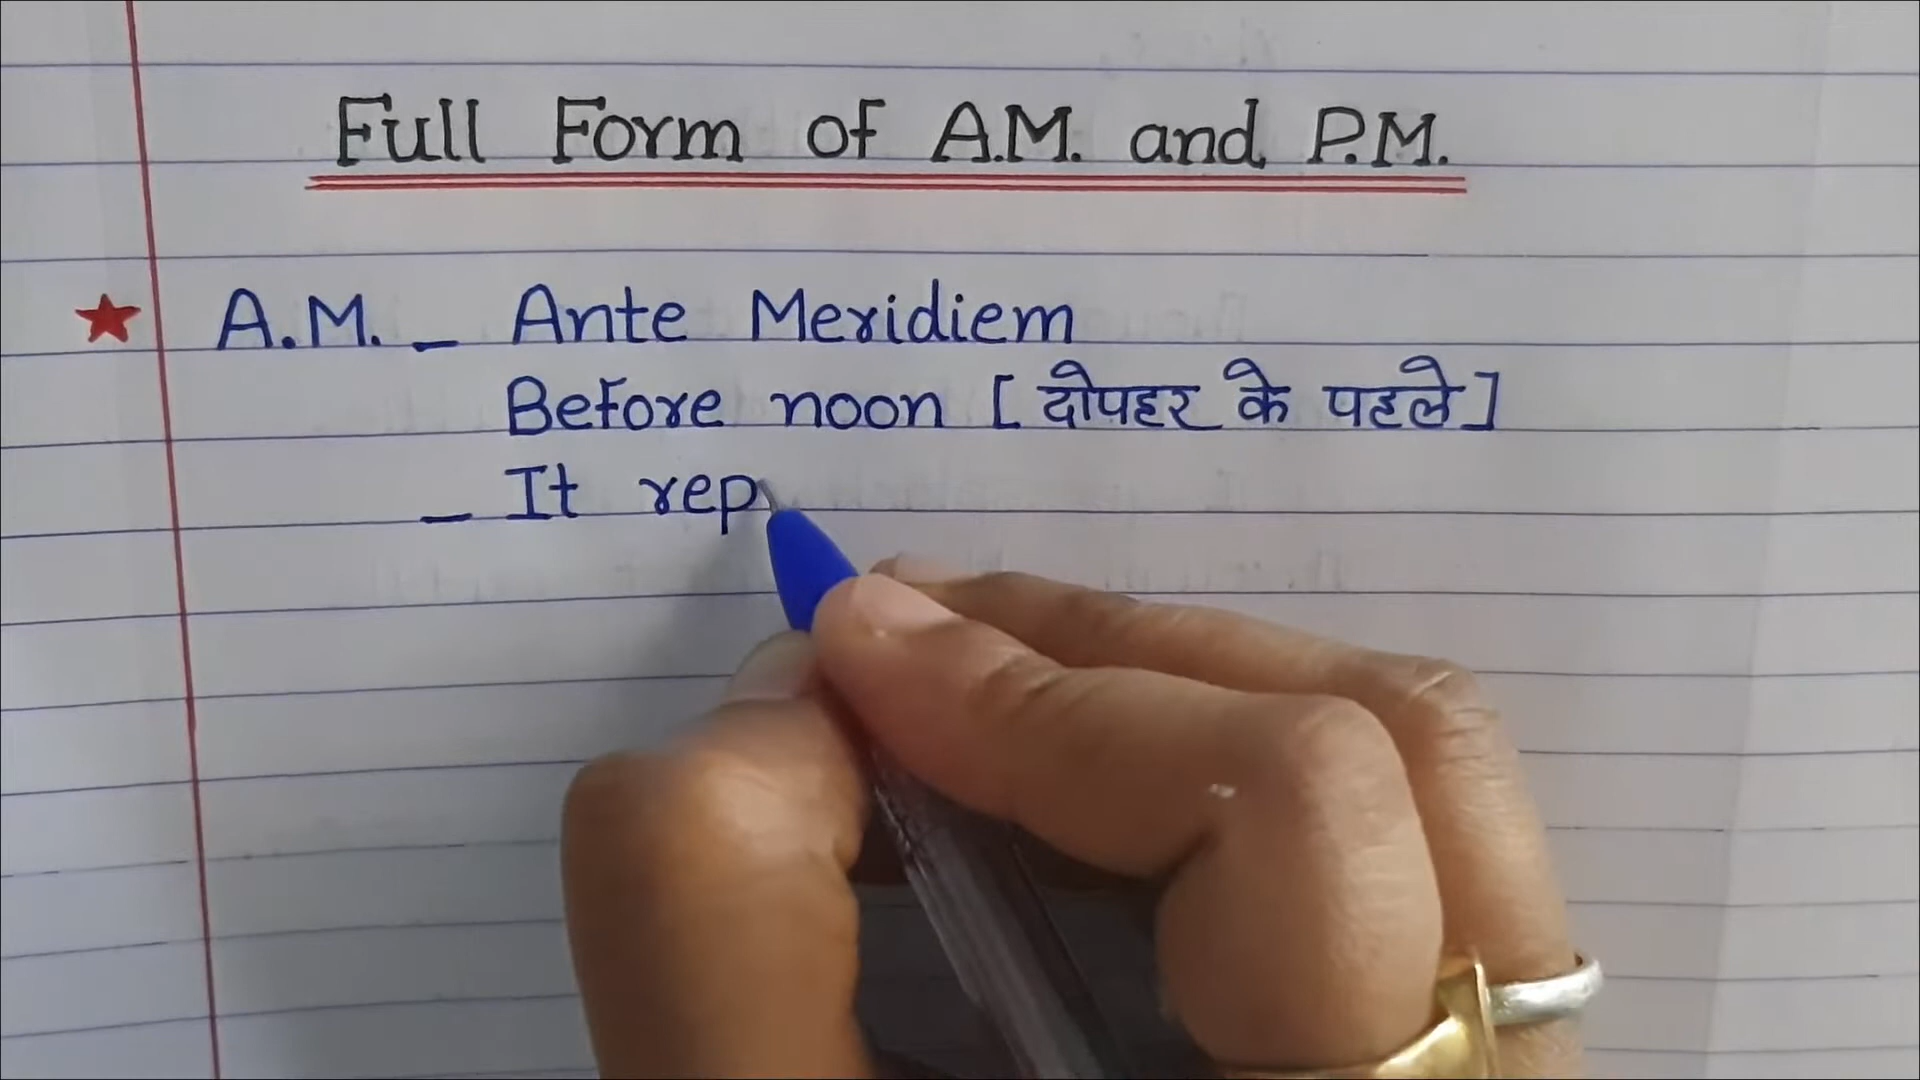 Full Form of A.M. and P.M.
★ A.M. _ Ante Meridiem
Before noon [दोपहर के पहले]
_ It rep